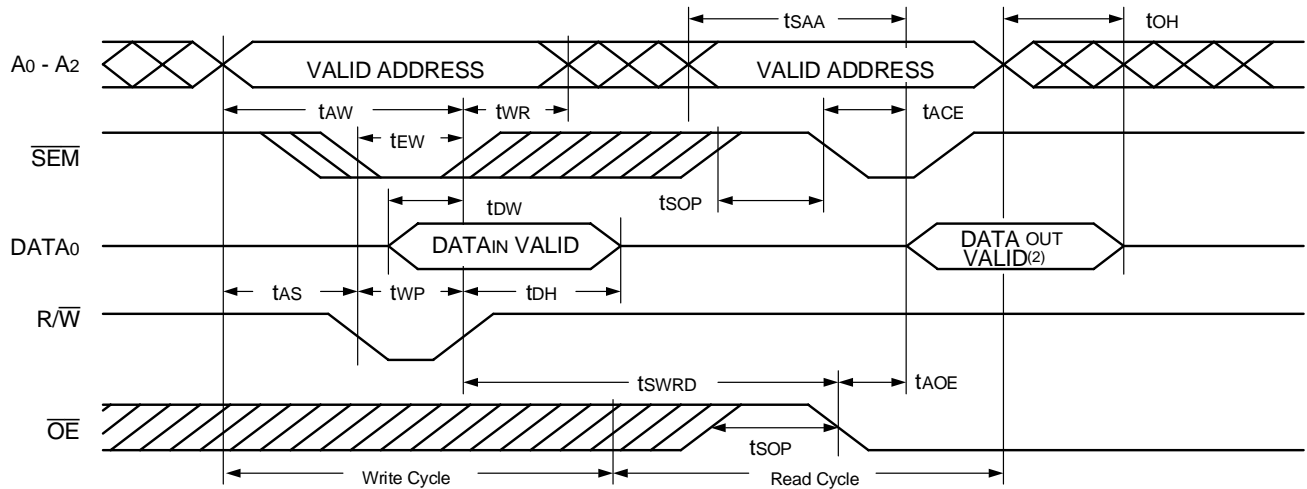 tSAA
tOH
A0 - A2
VALID ADDRESS
VALID ADDRESS
tAW
tWR
tACE
tEW
SEM
tDW
tSOP
DATA0
DATAIN VALID
DATA OUT
VALID(2)
tAS
tWP
tDH
R/W
tSWRD
tAOE
OE
tSOP
Write Cycle
Read Cycle